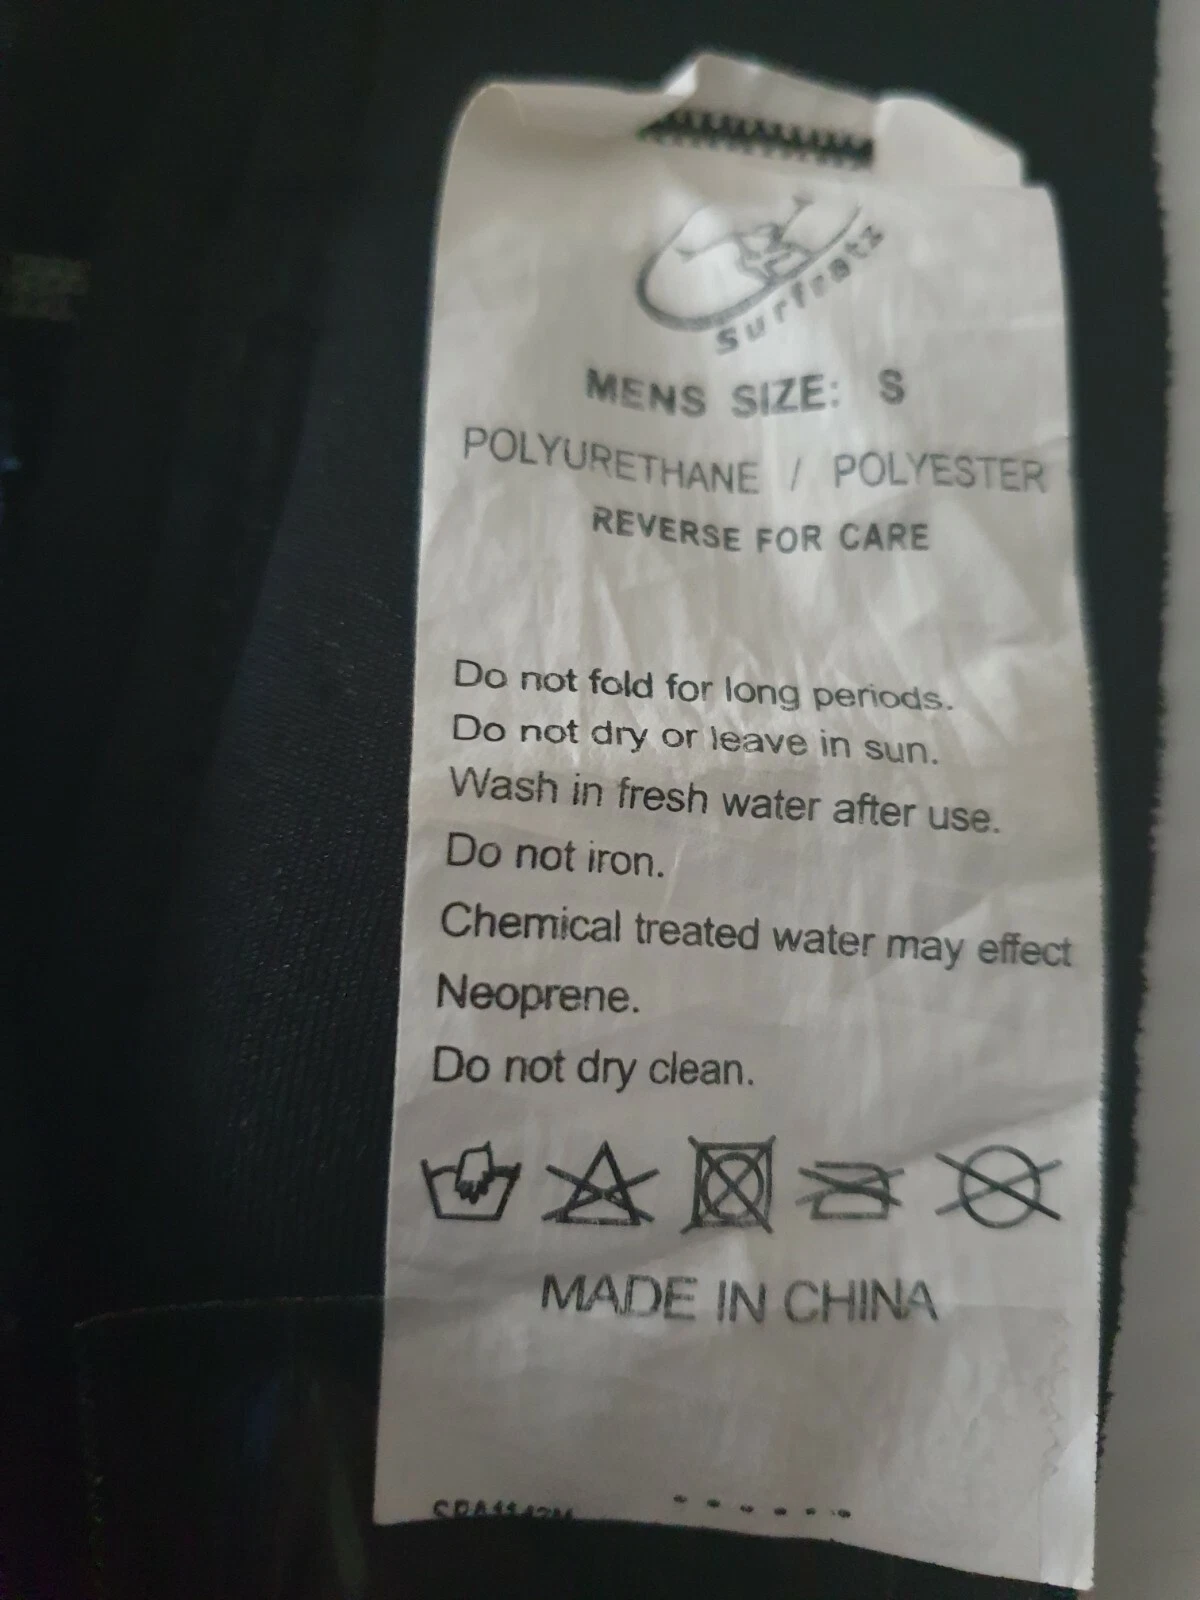 surfratz
MENS SIZE: S
POLYURETHANE / POLYESTER
REVERSE FOR CARE
Do not fold for long periods.
Do not dry or leave in sun.
Wash in fresh water after use.
Do not iron.
Chemical treated water may effect
Neoprene.
Do not dry clean.
MADE IN CHINA